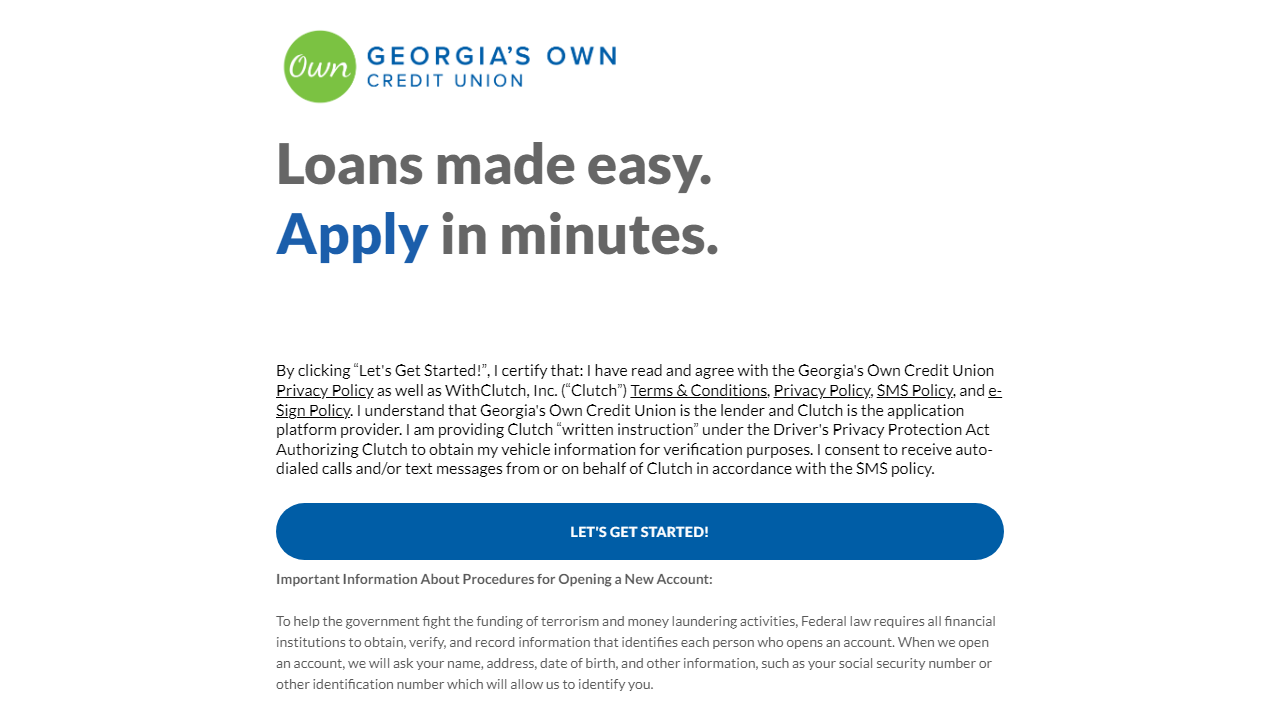 Own
GEORGIA'S OWN
CREDIT UNION
Loans made easy.
Apply in minutes.
By clicking “Let's Get Started!”, I certify that: I have read and agree with the Georgia's Own Credit Union
Privacy Policy as well as WithClutch, Inc. (“Clutch”) Terms & Conditions, Privacy Policy, SMS Policy, and e-
Sign Policy. I understand that Georgia's Own Credit Union is the lender and Clutch is the application
platform provider. I am providing Clutch “written instruction” under the Driver's Privacy Protection Act
Authorizing Clutch to obtain my vehicle information for verification purposes. I consent to receive auto-
dialed calls and/or text messages from or on behalf of Clutch in accordance with the SMS policy.
LET'S GET STARTED!
Important Information About Procedures for Opening a New Account:
To help the government fight the funding of terrorism and money laundering activities, Federal law requires all financial
institutions to obtain, verify, and record information that identifies each person who opens an account. When we open
an account, we will ask your name, address, date of birth, and other information, such as your social security number or
other identification number which will allow us to identify you.